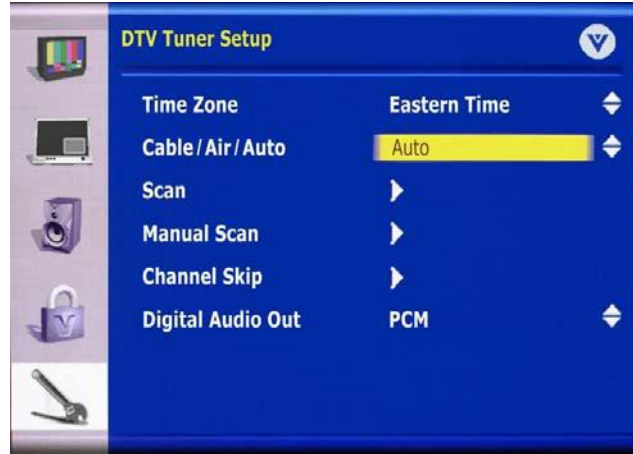 DTV Tuner Setup
Time Zone Eastern Time
Cable/Air/Auto Auto
Scan
Manual Scan
Channel Skip
Digital Audio Out PCM